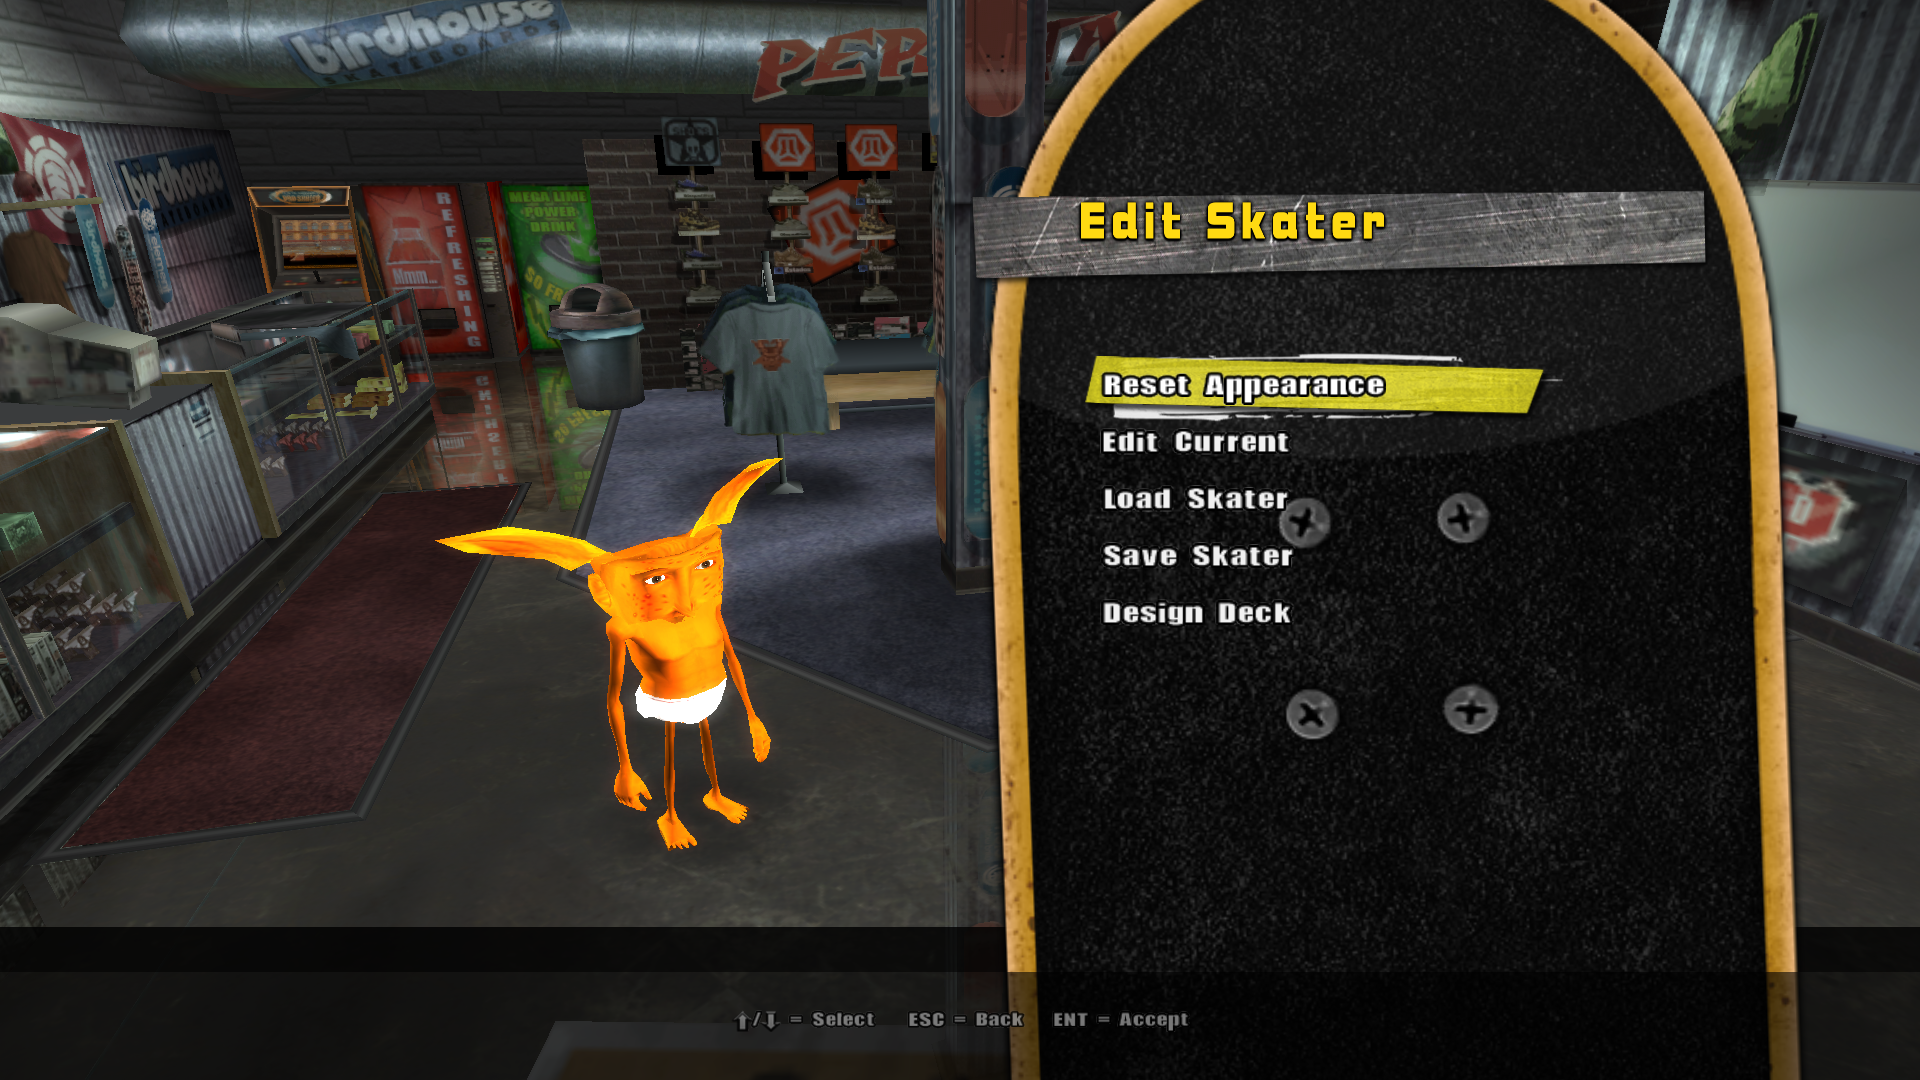 birdhouse
SKATEBOARDS
birdhouse
REFRESHING
Mmm...
MEGA LIME
POWER
DRINK
Edit Skater
Reset Appearance
Edit Current
Load Skater
Save Skater
Design Deck
↑/↓ = Select ESC = Back ENT = Accept